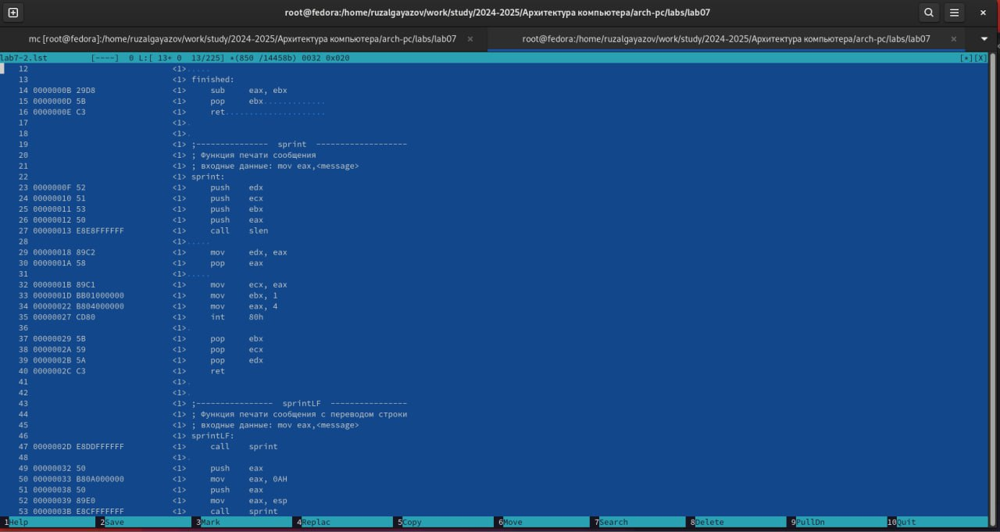 root@fedora:/home/ruzalgayazov/work/study/2024-2025/Архитектура компьютера/arch-pc/labs/lab07
mc [root@fedora]:/home/ruzalgayazov/work/study/2024-2025/Архитектура компьютера/arch-pc/labs/lab07 × root@fedora:/home/ruzalgayazov/work/study/2024-2025/Архитектура компьютера/arch-pc/labs/lab07 ×
lab7-2.lst [----] 0 L:[ 13+ 0 13/225] *(850 /14458b) 0032 0x020 [*][X]
12 <1>.....
13 <1> finished:
14 0000000B 29D8 <1> sub eax, ebx
15 0000000D 5B <1> pop ebx.............
16 0000000E C3 <1> ret.....................
17 <1>.
18 <1>.
19 <1> ;--------------- sprint -------------------
20 <1> ; Функция печати сообщения
21 <1> ; входные данные: mov eax,<message>
22 <1> sprint:
23 0000000F 52 <1> push edx
24 00000010 51 <1> push ecx
25 00000011 53 <1> push ebx
26 00000012 50 <1> push eax
27 00000013 E8E8FFFFFF <1> call slen
28 <1>.....
29 00000018 89C2 <1> mov edx, eax
30 0000001A 58 <1> pop eax
31 <1>.....
32 0000001B 89C1 <1> mov ecx, eax
33 0000001D BB01000000 <1> mov ebx, 1
34 00000022 B804000000 <1> mov eax, 4
35 00000027 CD80 <1> int 80h
36 <1>.
37 00000029 5B <1> pop ebx
38 0000002A 59 <1> pop ecx
39 0000002B 5A <1> pop edx
40 0000002C C3 <1> ret
41 <1>.
42 <1>.
43 <1> ;---------------- sprintLF ----------------
44 <1> ; Функция печати сообщения с переводом строки
45 <1> ; входные данные: mov eax,<message>
46 <1> sprintLF:
47 0000002D E8DDFFFFFF <1> call sprint
48 <1>.
49 00000032 50 <1> push eax
50 00000033 B80A000000 <1> mov eax, 0AH
51 00000038 50 <1> push eax
52 00000039 89E0 <1> mov eax, esp
53 0000003B E8CFFFFFFF <1> call sprint
1Help 2Save 3Mark 4Replac 5Copy 6Move 7Search 8Delete 9PullDn 10Quit